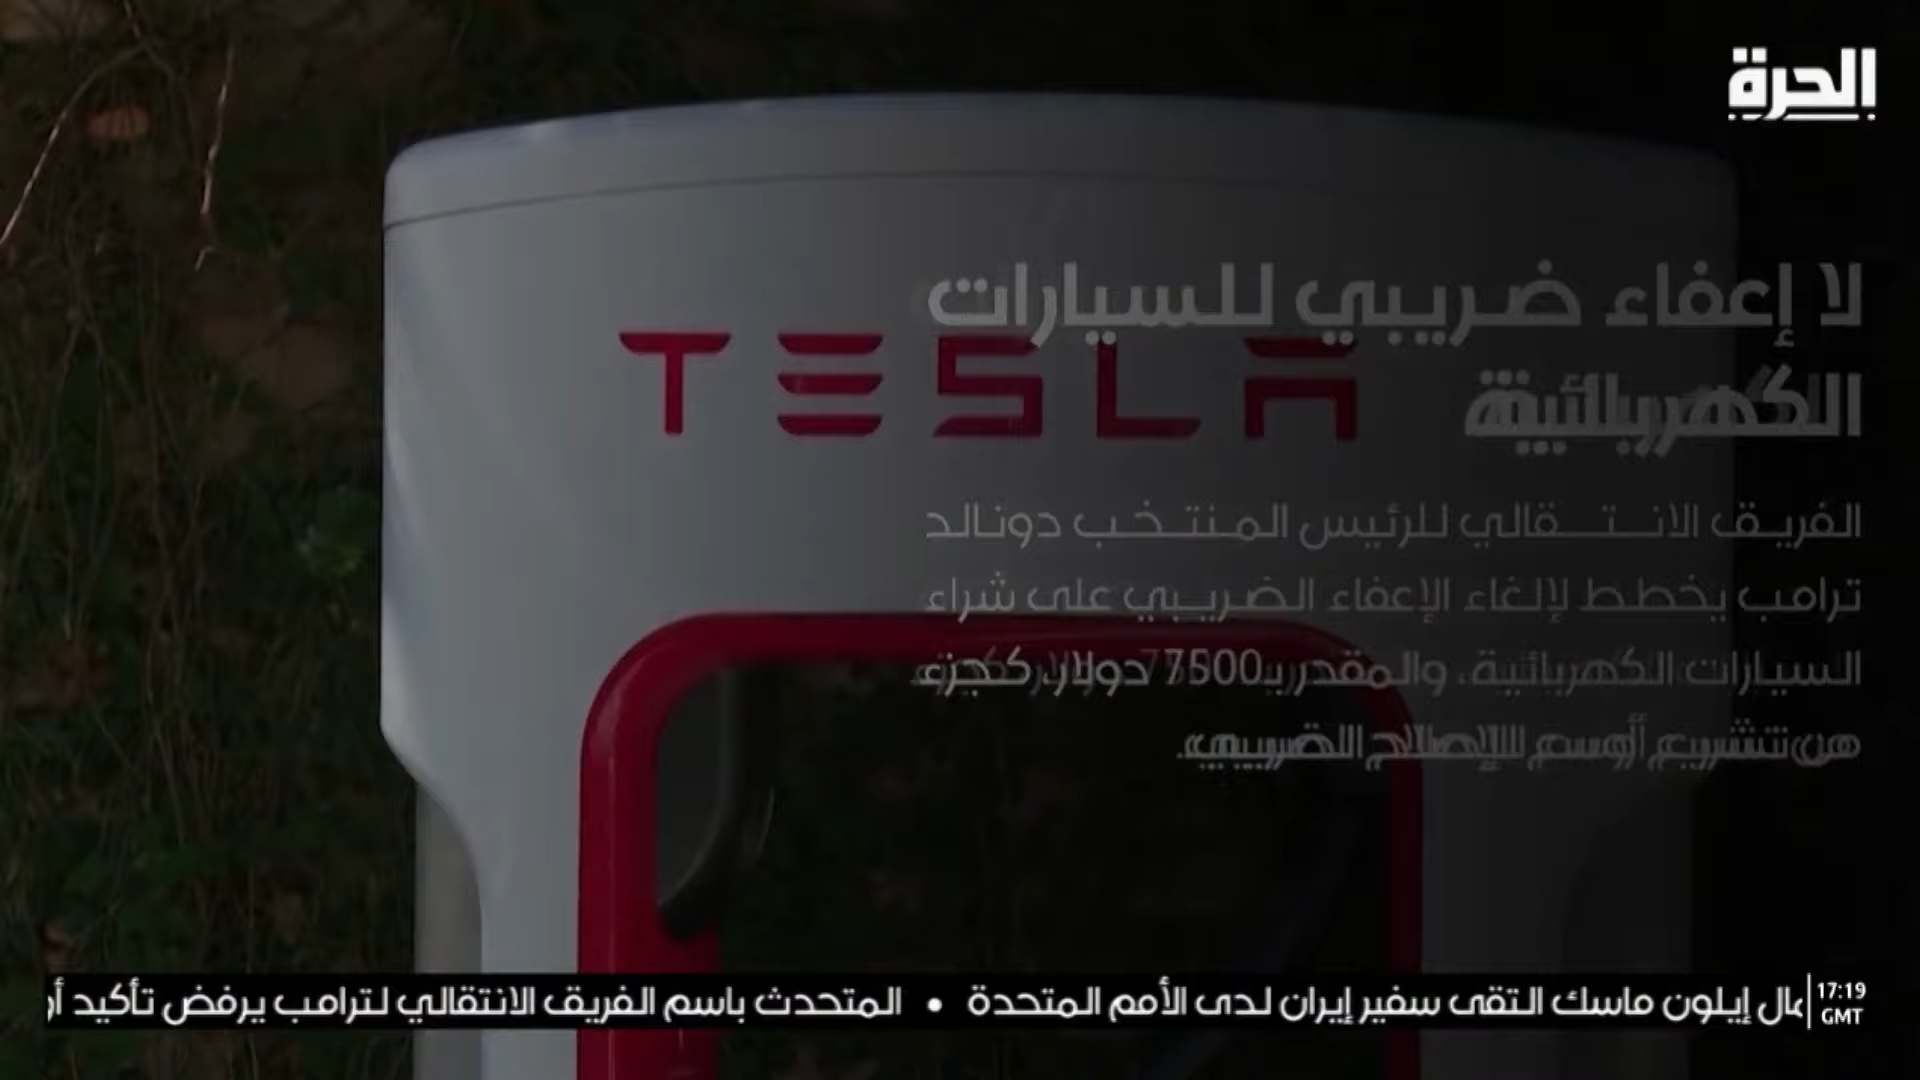 الحرة
لا إعفاء ضريبي للسيارات
TESLA
الكهربائية
الفريق الانتقالي للرئيس المنتخب دونالد
ترامب يخطط لإلغاء الإعفاء الضريبي على شراء
السيارات الكهربائية، والمقدر بـ7500 دولار، كجزء
من تشريع أوسع للإصلاح الضريبي.
مال إيلون ماسك التقى سفير إيران لدى الأمم المتحدة • المتحدث باسم الفريق الانتقالي لترامب يرفض تأكيد أ
17:19
GMT